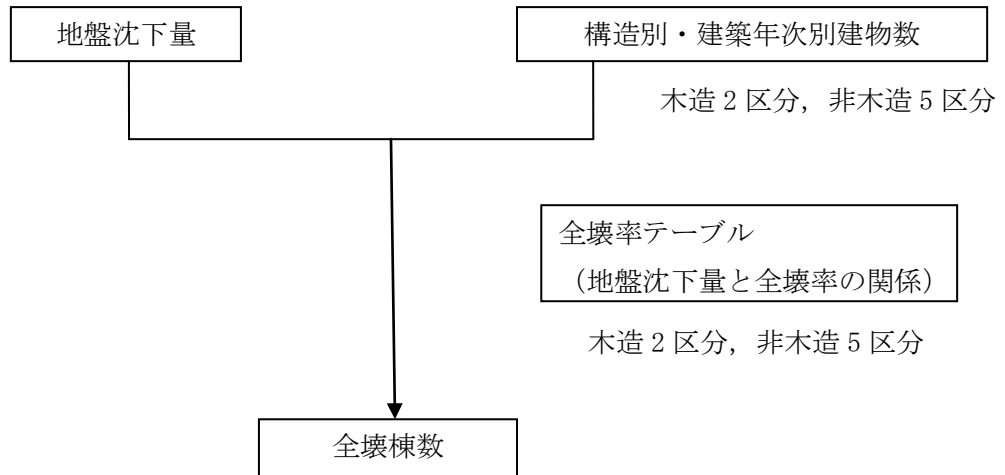 地盤沈下量
構造別・建築年次別建物数
木造 2 区分，非木造 5 区分
全壊率テーブル
（地盤沈下量と全壊率の関係）
木造 2 区分，非木造 5 区分
全壊棟数